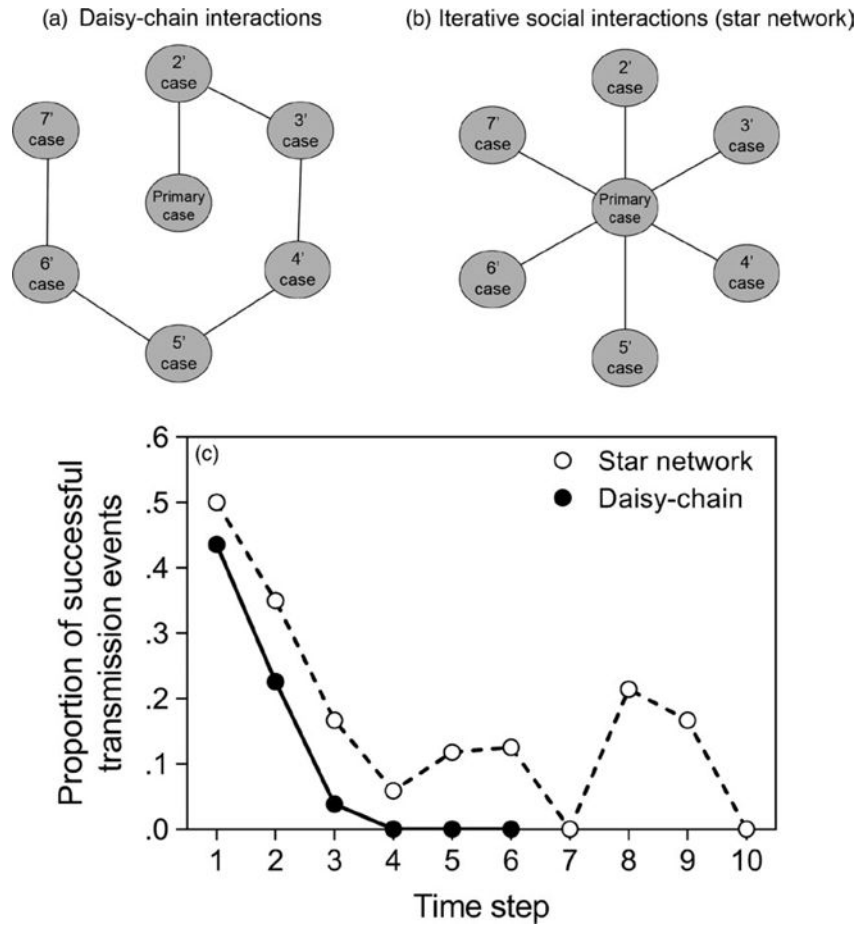 (a) Daisy-chain interactions
2'
case
7'
case
3'
case
Primary
case
6'
case
4'
case
5'
case
(b) Iterative social interactions (star network)
2'
case
7'
case
3'
case
Primary
case
6'
case
4'
case
5'
case
(c)
Star network
Daisy-chain
Proportion of successful
transmission events
.6
.5
.4
.3
.2
.1
.0
1 2 3 4 5 6 7 8 9 10
Time step